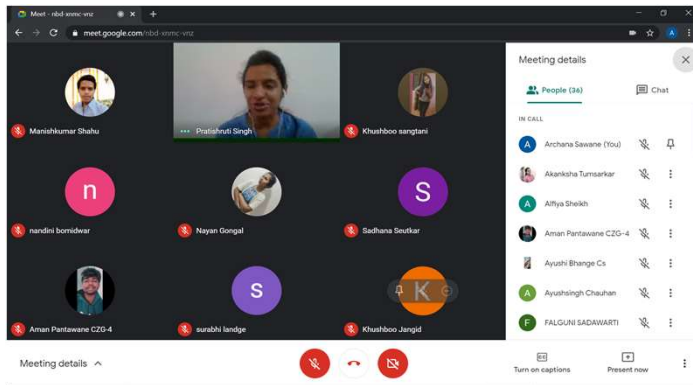 Meet - nbd-xnmc-vnz
meet.google.com/nbd-xnmc-vnz
A
Manishkumar Shahu
Pratishruti Singh
Khushboo sangtani
n
nandini bomidwar
Nayan Gongal
S
Sadhana Seutkar
Aman Pantawane CZG-4
S
surabhi landge
K
Khushboo Jangid
Meeting details
People (36)
Chat
IN CALL
A
Archana Sawane (You)
Akanksha Tumsarkar
Alfiya Sheikh
Aman Pantawane CZG-4
Ayushi Bhange Cs
A
Ayushsingh Chauhan
F
FALGUNI SADAWARTI
Meeting details
Turn on captions
Present now